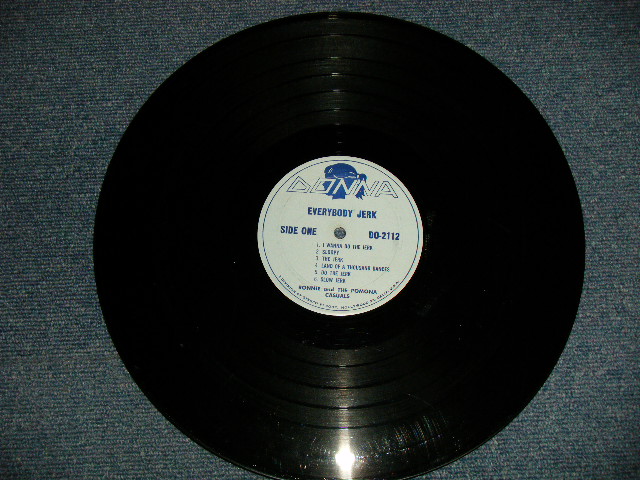 DONNA
EVERYBODY JERK
SIDE ONE DO-2112
1. I WANNA DO THE JERK
2. SLOOPY
3. THE JERK
4. LAND OF A THOUSAND DANCES
5. DO THE JERK
6. SLOW JERK
RONNIE and THE POMONA
CASUALS